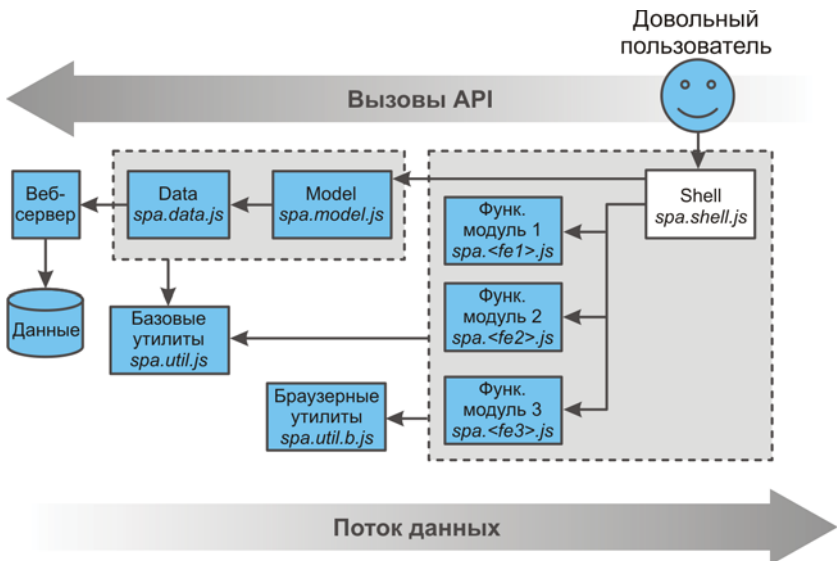 Довольный
пользователь
Вызовы API
Веб-
сервер
Data
spa.data.js
Model
spa.model.js
Shell
spa.shell.js
Функ.
модуль 1
spa.<fe1>.js
Функ.
модуль 2
spa.<fe2>.js
Данные
Базовые
утилиты
spa.util.js
Функ.
модуль 3
spa.<fe3>.js
Браузерные
утилиты
spa.util.b.js
Поток данных